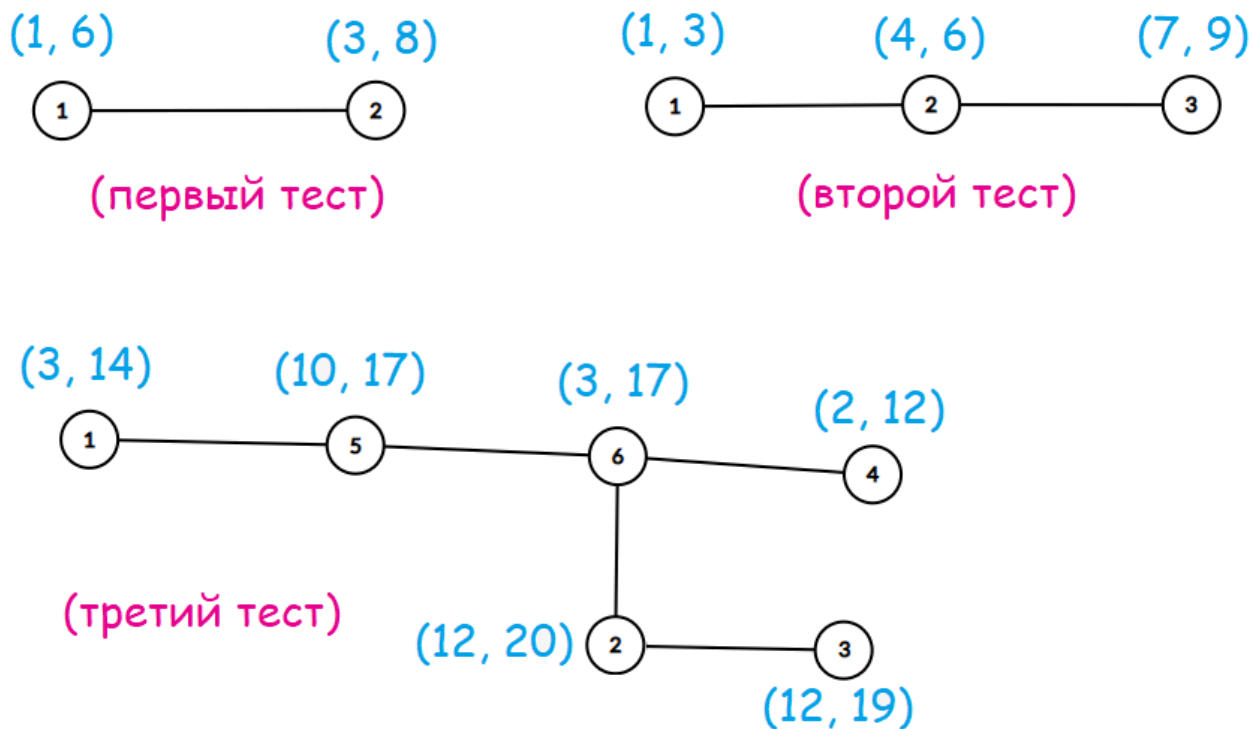 (1, 6) (3, 8)
1 2
(первый тест)
(1, 3) (4, 6) (7, 9)
1 2 3
(второй тест)
(3, 14) (10, 17) (3, 17) (2, 12)
1 5 6 4
(третий тест)
(12, 20) 2 3
(12, 19)